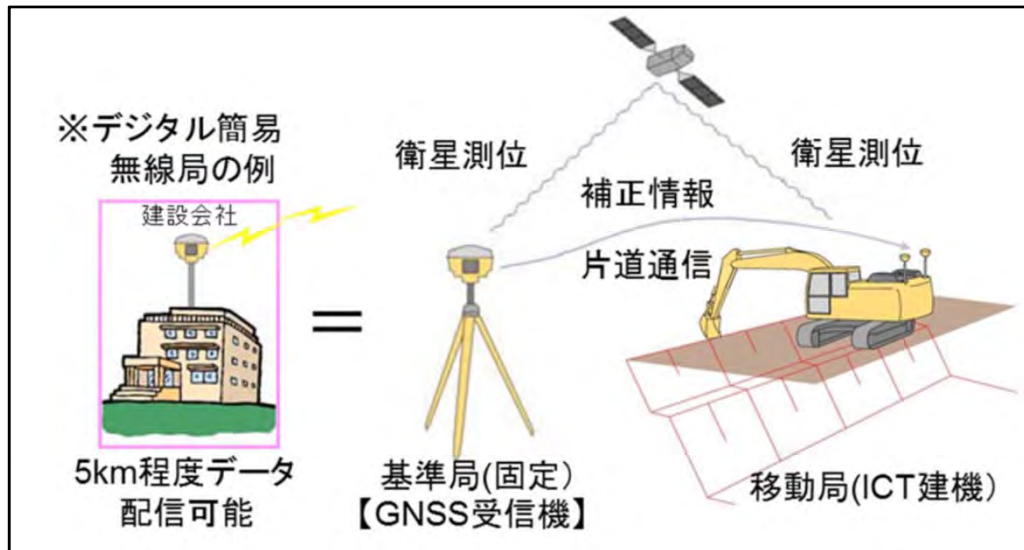 ※デジタル簡易
無線局の例
建設会社
5km程度データ
配信可能
衛星測位
衛星測位
補正情報
片道通信
基準局(固定）
【GNSS受信機】
移動局(ICT建機）